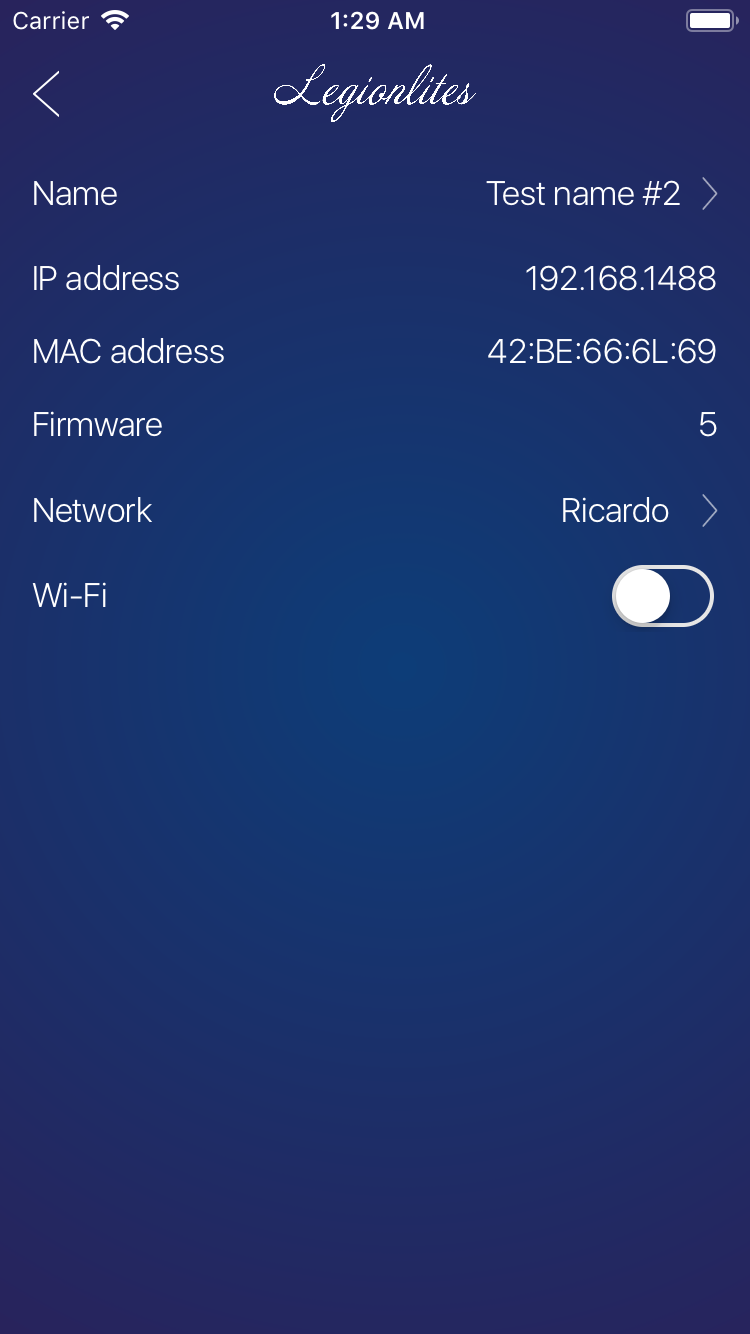 Carrier 1:29 AM
Legionlites
Name Test name #2
IP address 192.168.1488
MAC address 42:BE:66:6L:69
Firmware 5
Network Ricardo
Wi-Fi